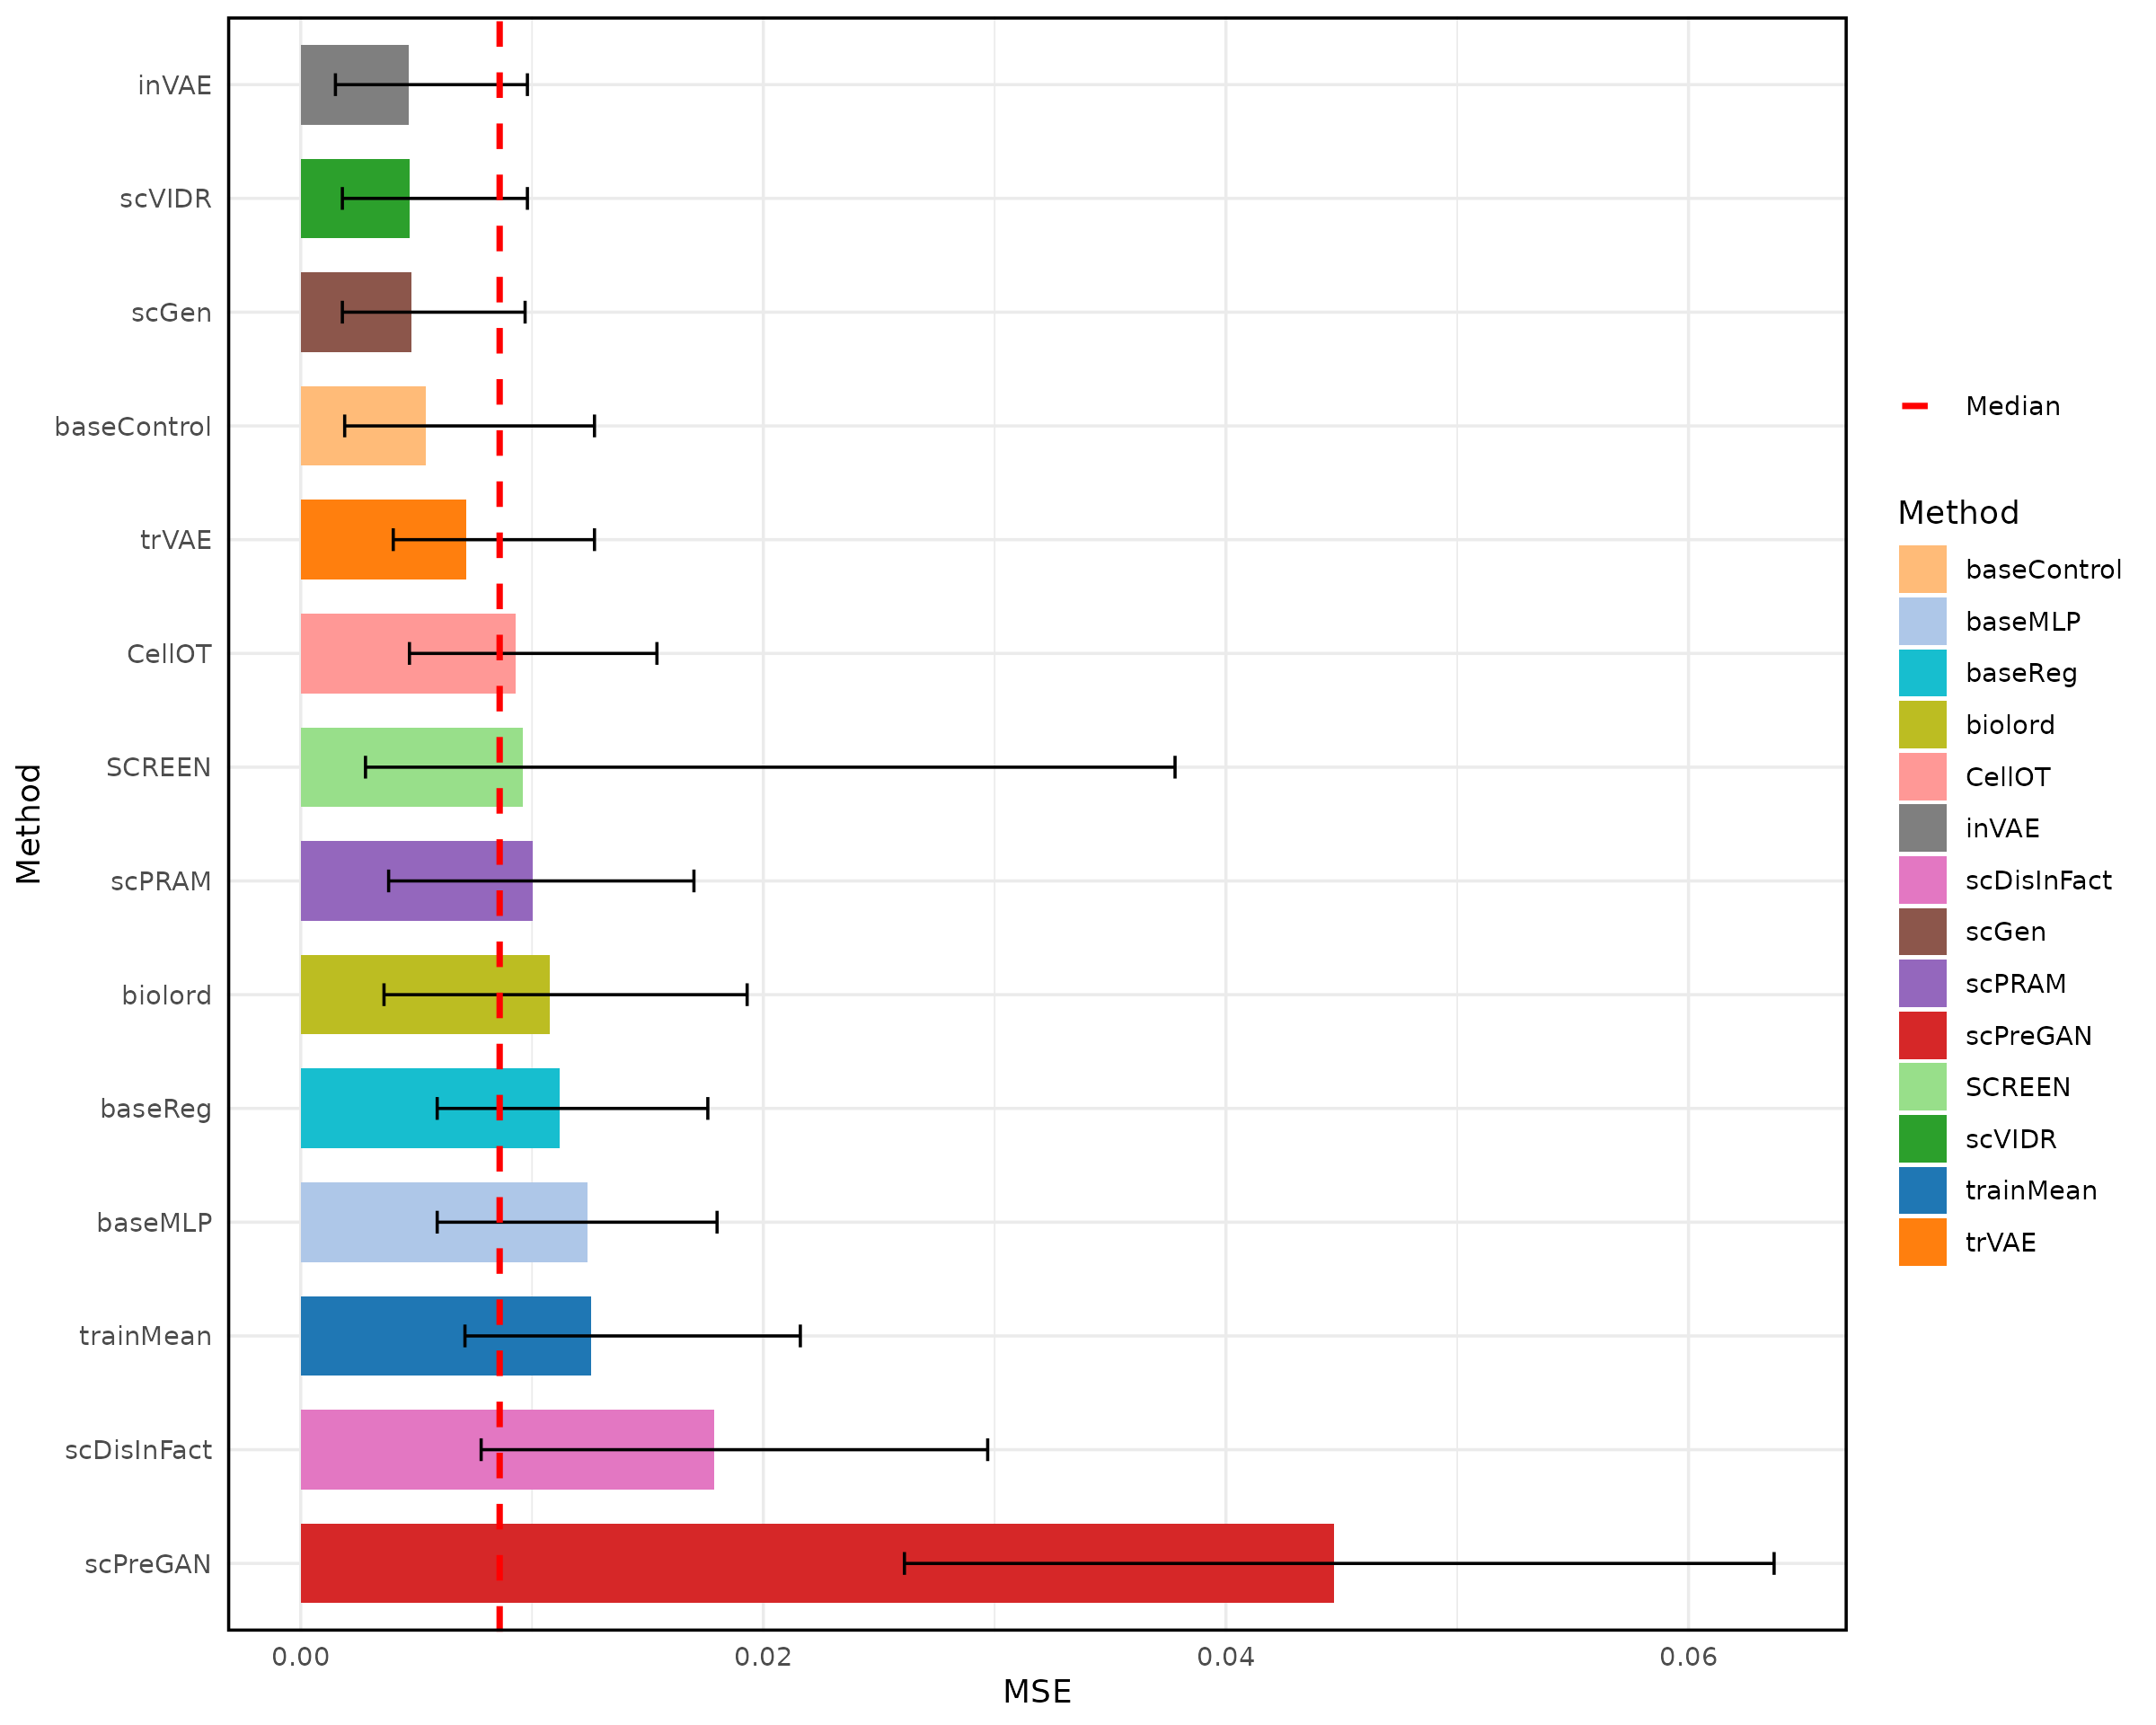 inVAE
scVIDR
scGen
baseControl
trVAE
CellOT
SCREEN
scPRAM
biolord
baseReg
baseMLP
trainMean
scDisInFact
scPreGAN
Method
0.00 0.02 0.04 0.06
MSE
Median
Method
baseControl
baseMLP
baseReg
biolord
CellOT
inVAE
scDisInFact
scGen
scPRAM
scPreGAN
SCREEN
scVIDR
trainMean
trVAE